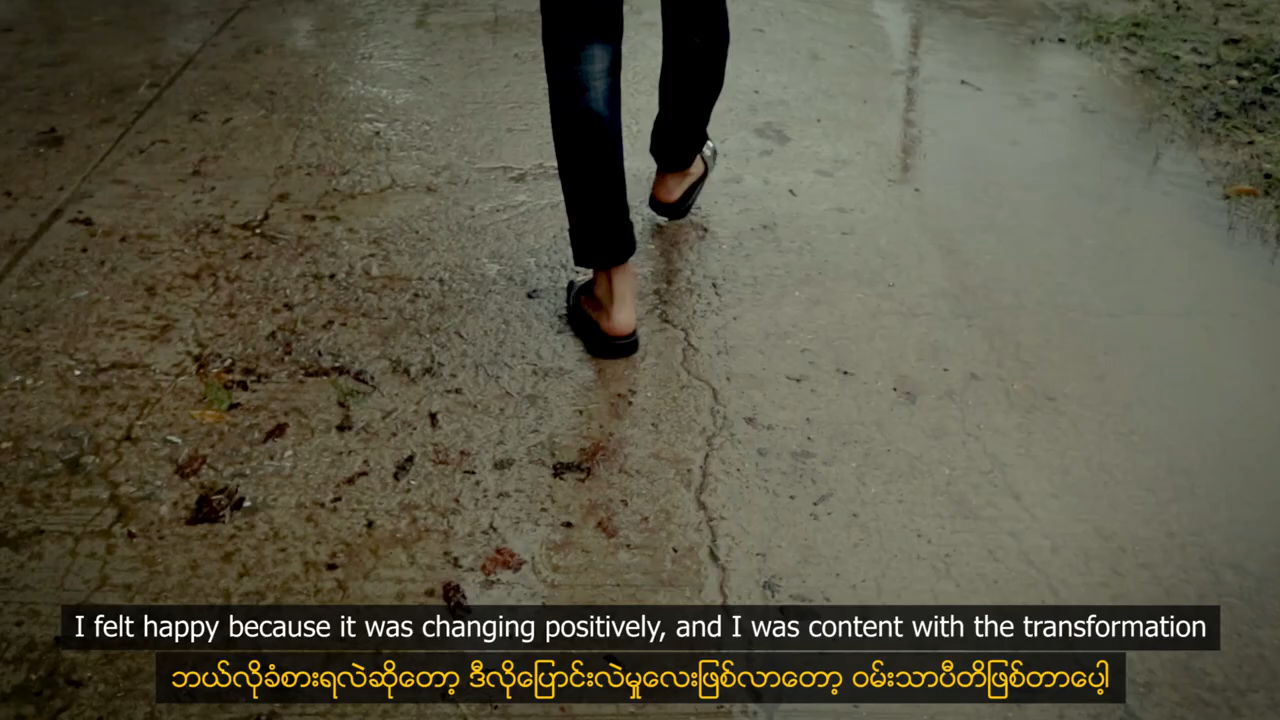 I felt happy because it was changing positively, and I was content with the transformation
ဘယ်လိုခံစားရလဲဆိုတော့ ဒီလိုပြောင်းလဲမှုလေးဖြစ်လာတော့ ဝမ်းသာပီတိဖြစ်တာပေါ့